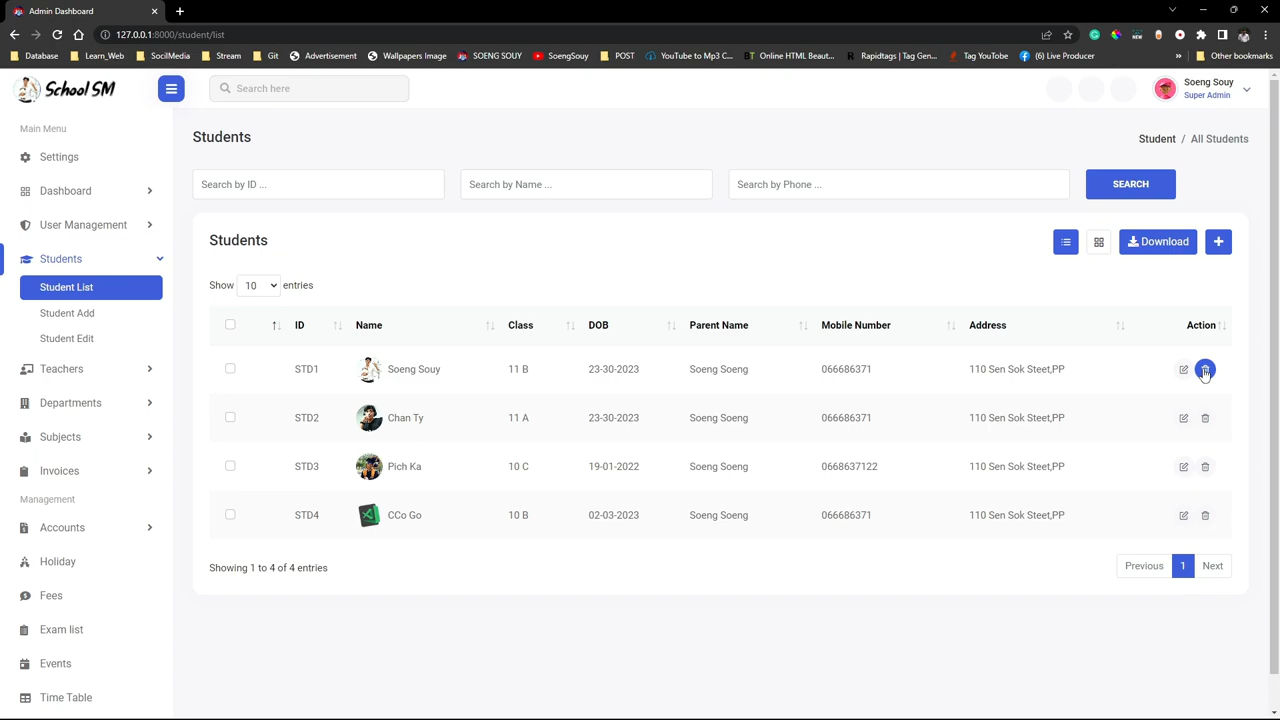 Admin Dashboard
127.0.0.1:8000/student/list
Database
Learn_Web
SocilMedia
Stream
Git
Advertisement
Wallpapers Image
SOENG SOUY
SoengSouy
POST
YouTube to Mp3 C...
BT Online HTML Beaut...
R Rapidtags | Tag Gen...
Tag YouTube
(6) Live Producer
»
Other bookmarks
School SM
Search here
Soeng Souy
Super Admin
Main Menu
Settings
Dashboard
User Management
Students
Student List
Student Add
Student Edit
Teachers
Departments
Subjects
Invoices
Management
Accounts
Holiday
Fees
Exam list
Events
Time Table
Students
Student / All Students
Search by ID ...
Search by Name ...
Search by Phone ...
SEARCH
Students
Download
Show 10 entries
ID Name Class DOB Parent Name Mobile Number Address Action
STD1 Soeng Souy 11 B 23-30-2023 Soeng Soeng 066686371 110 Sen Sok Steet,PP
STD2 Chan Ty 11 A 23-30-2023 Soeng Soeng 066686371 110 Sen Sok Steet,PP
STD3 Pich Ka 10 C 19-01-2022 Soeng Soeng 0668637122 110 Sen Sok Steet,PP
STD4 CCo Go 10 B 02-03-2023 Soeng Soeng 066686371 110 Sen Sok Steet,PP
Showing 1 to 4 of 4 entries
Previous 1 Next